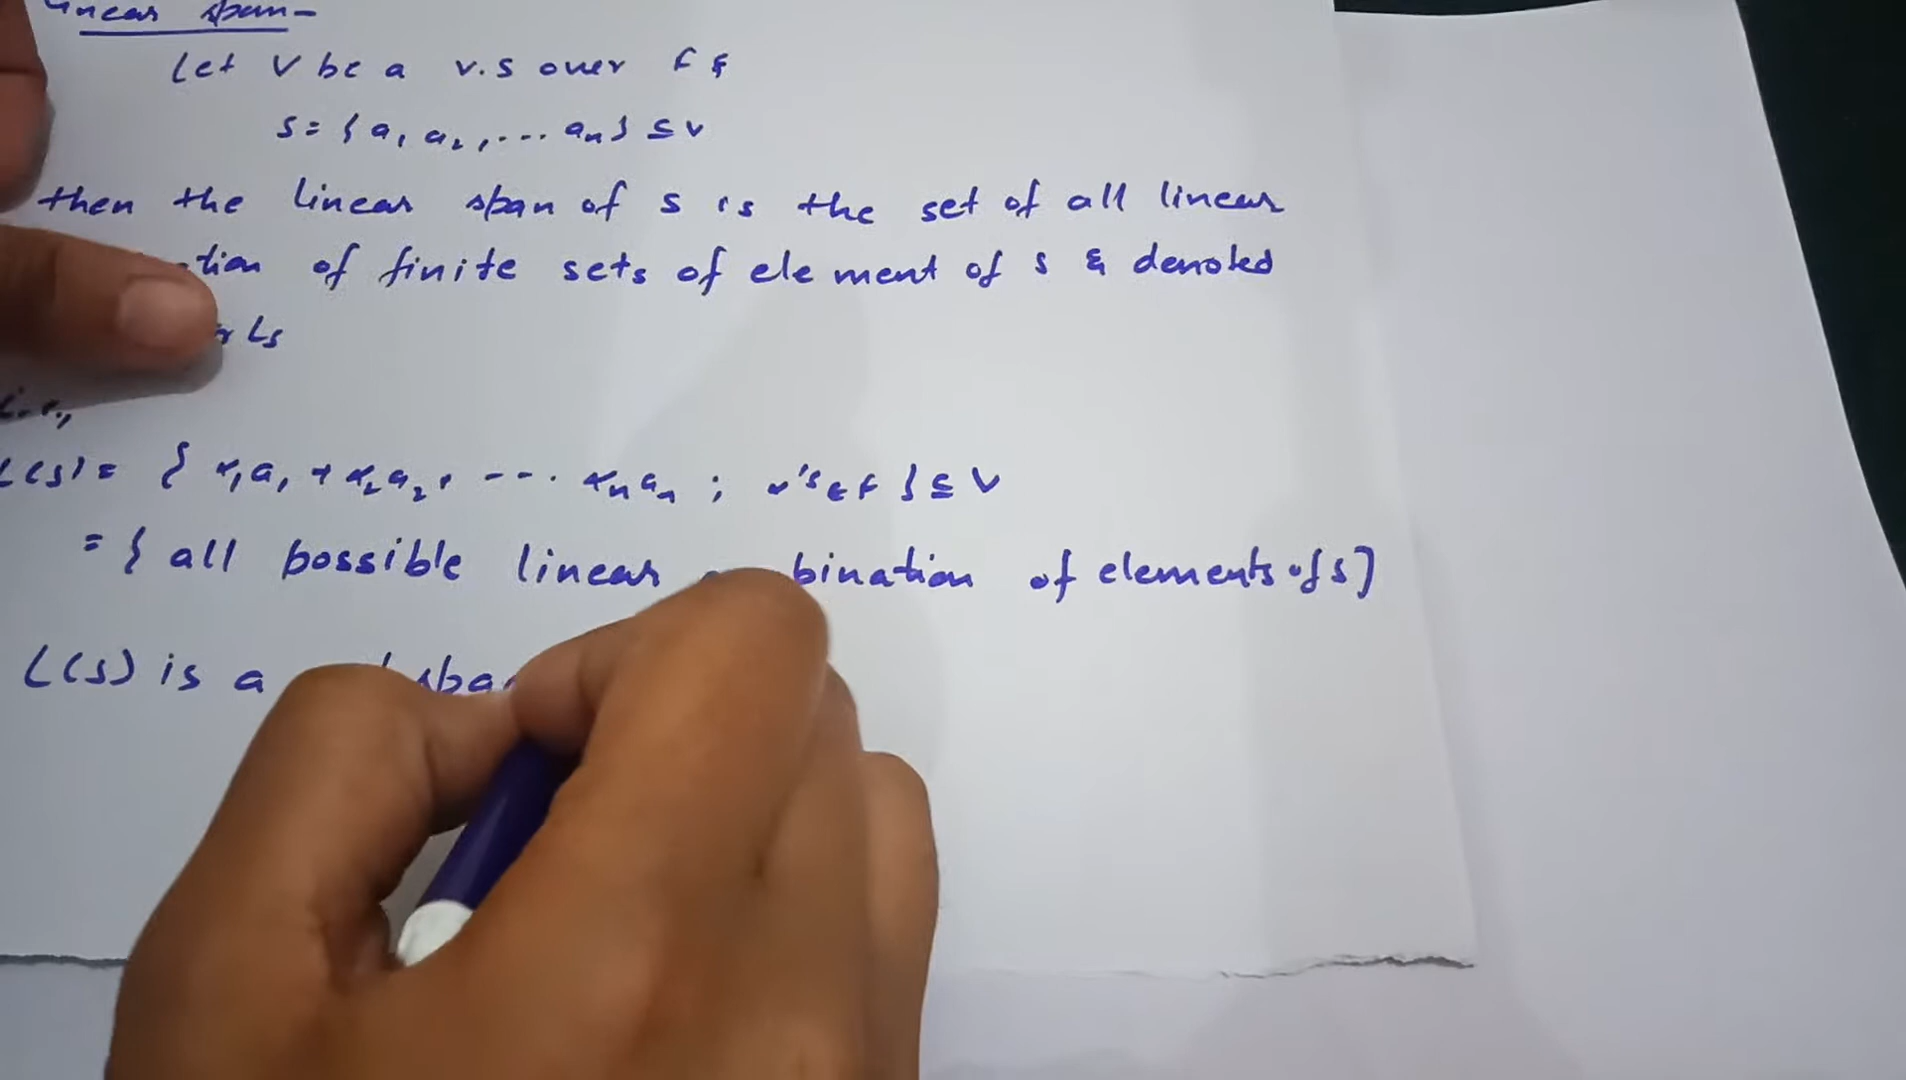 linear span-
Let V be a v.s over F &
S = { a₁ a₂, ... aₙ } ⊆ V
then the linear span of S is the set of all linear
of finite sets of element of S & denoted
Ls
i.e.,
L(S) = { α₁a₁ + α₂a₂, --- αₙaₙ ; α's ∈ F } ⊆ V
= { all possible linear of elements of S }
L(S) is a